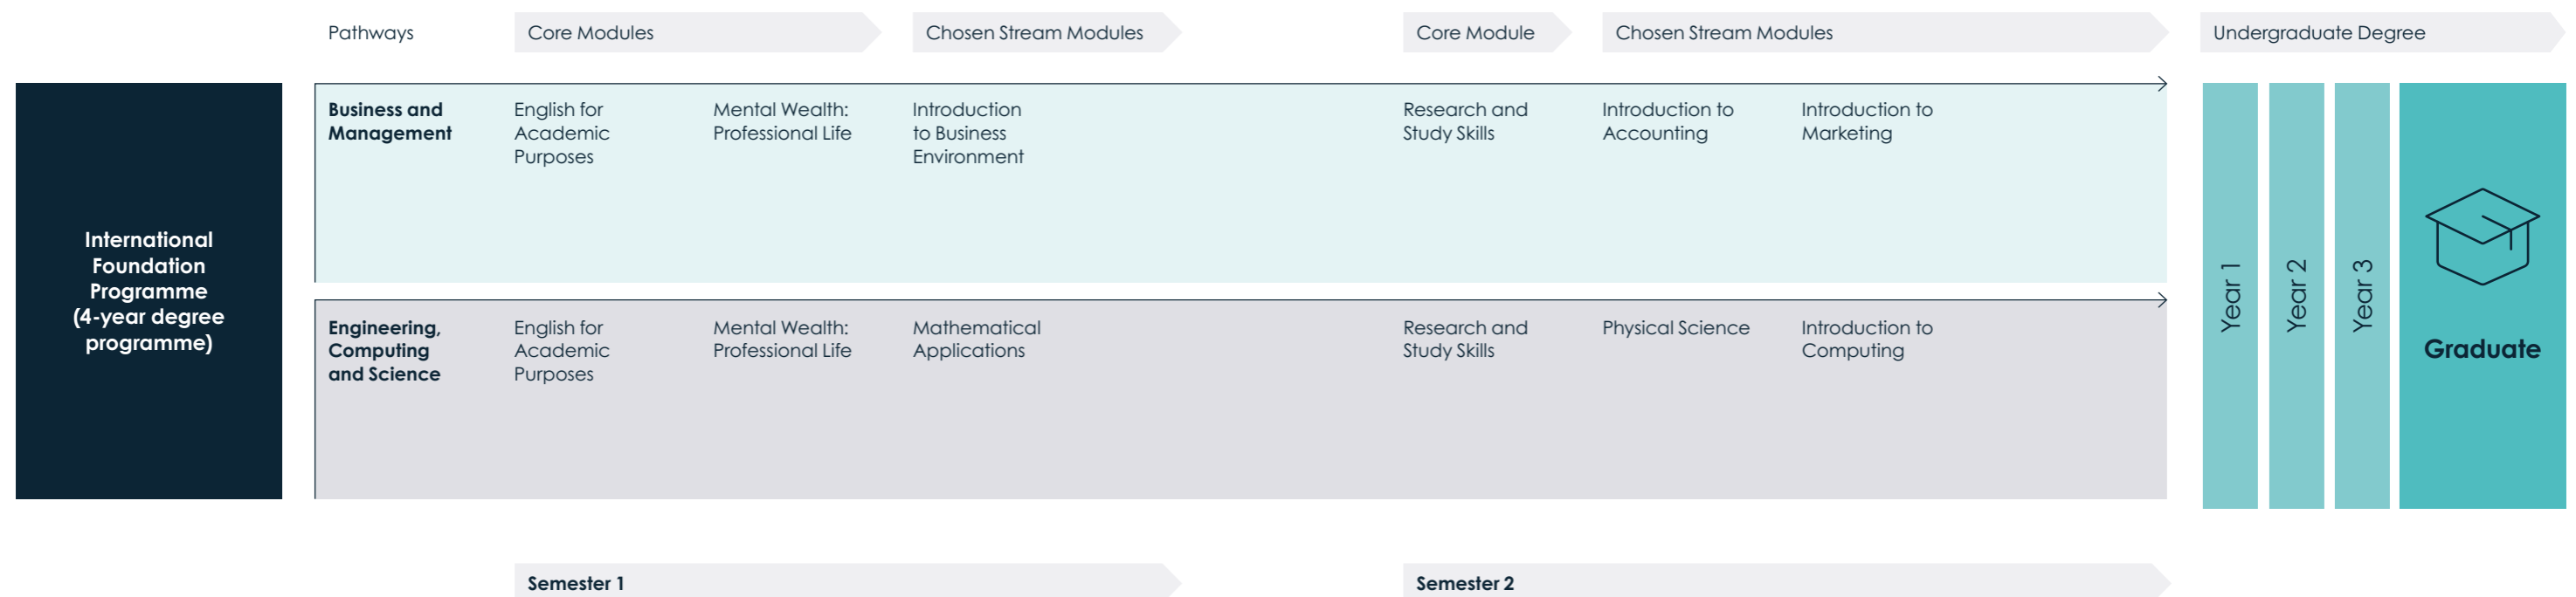 Pathways
Core Modules
Chosen Stream Modules
Core Module
Chosen Stream Modules
Undergraduate Degree
International
Foundation
Programme
(4-year degree
programme)
Business and
Management
English for
Academic
Purposes
Mental Wealth:
Professional Life
Introduction
to Business
Environment
Research and
Study Skills
Introduction to
Accounting
Introduction to
Marketing
Engineering,
Computing
and Science
English for
Academic
Purposes
Mental Wealth:
Professional Life
Mathematical
Applications
Research and
Study Skills
Physical Science
Introduction to
Computing
Year 1
Year 2
Year 3
Graduate
Semester 1
Semester 2